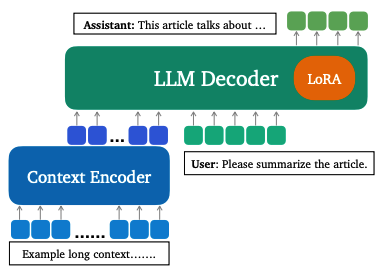 Assistant: This article talks about ...
LLM Decoder
LoRA
...
User: Please summarize the article.
Context Encoder
......
Example long context.......